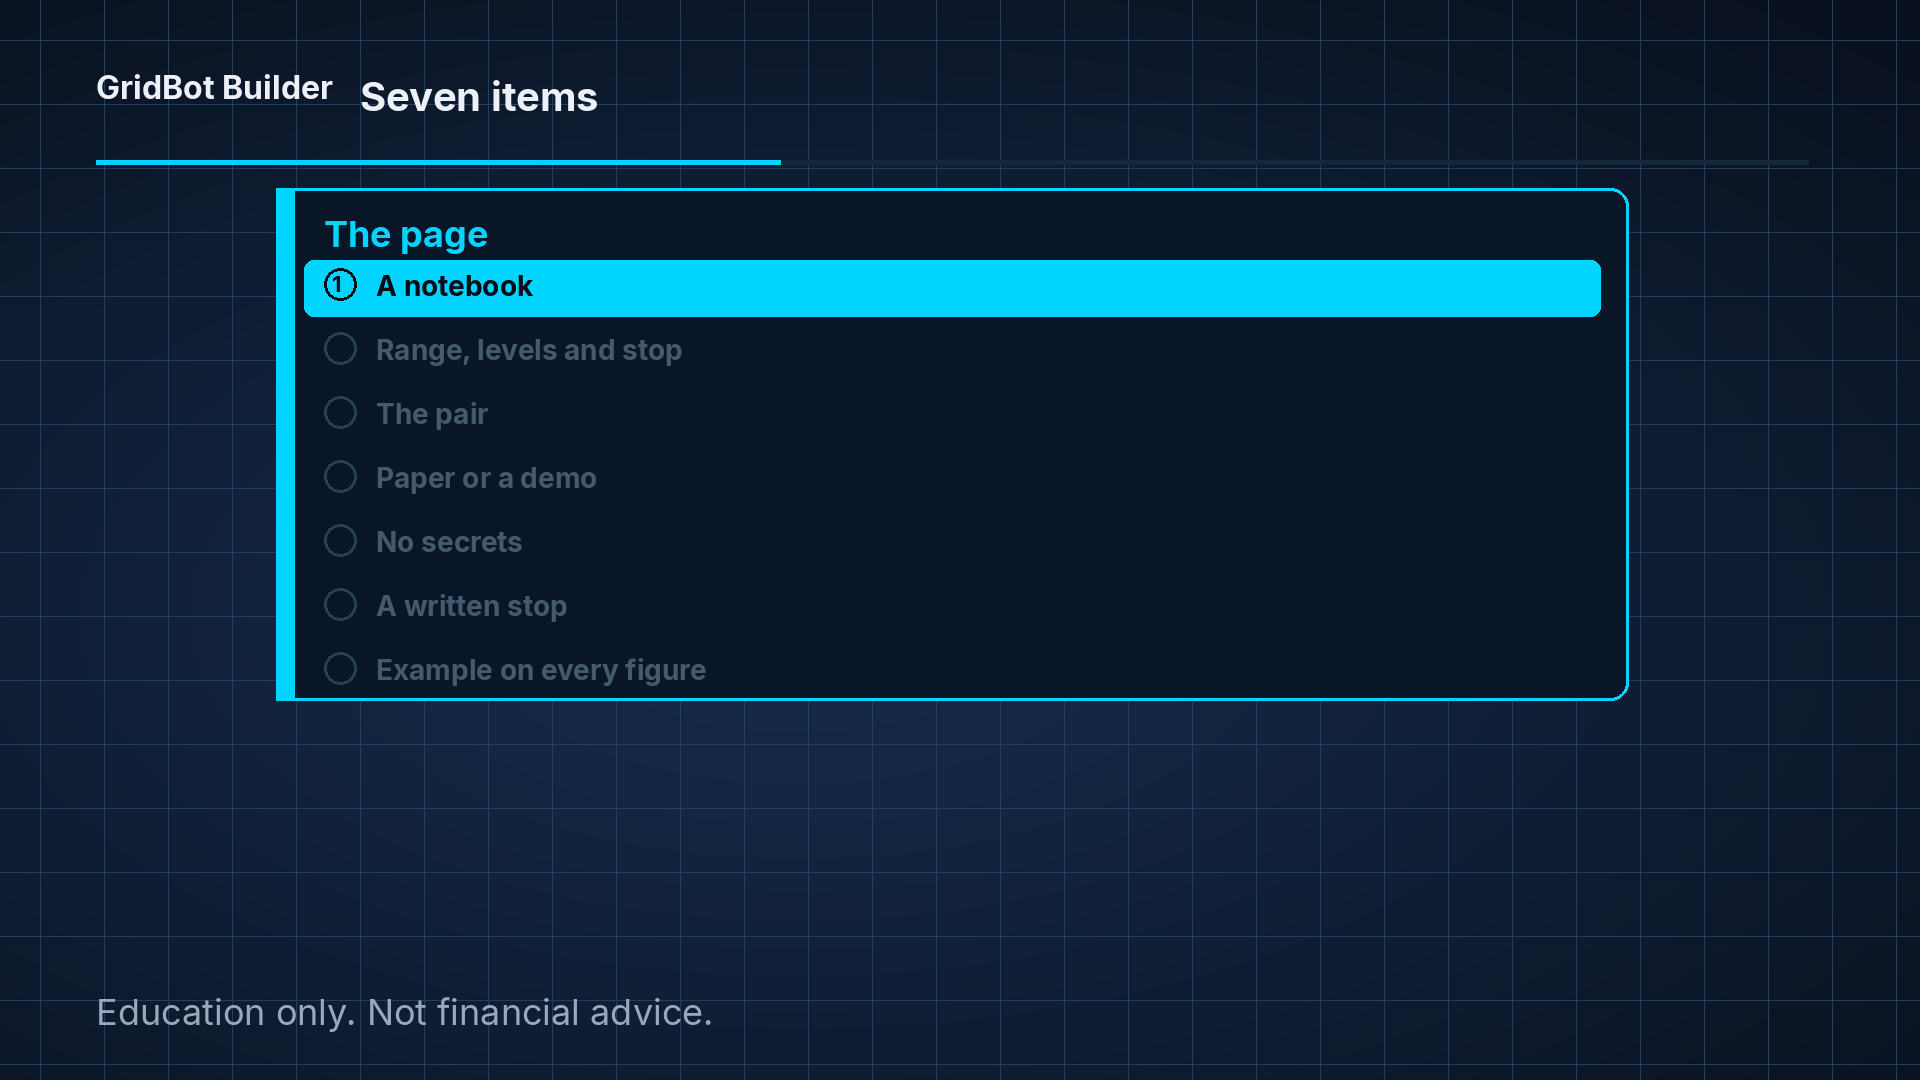 GridBot Builder
Seven items
The page
1 A notebook
Range, levels and stop
The pair
Paper or a demo
No secrets
A written stop
Example on every figure
Education only. Not financial advice.